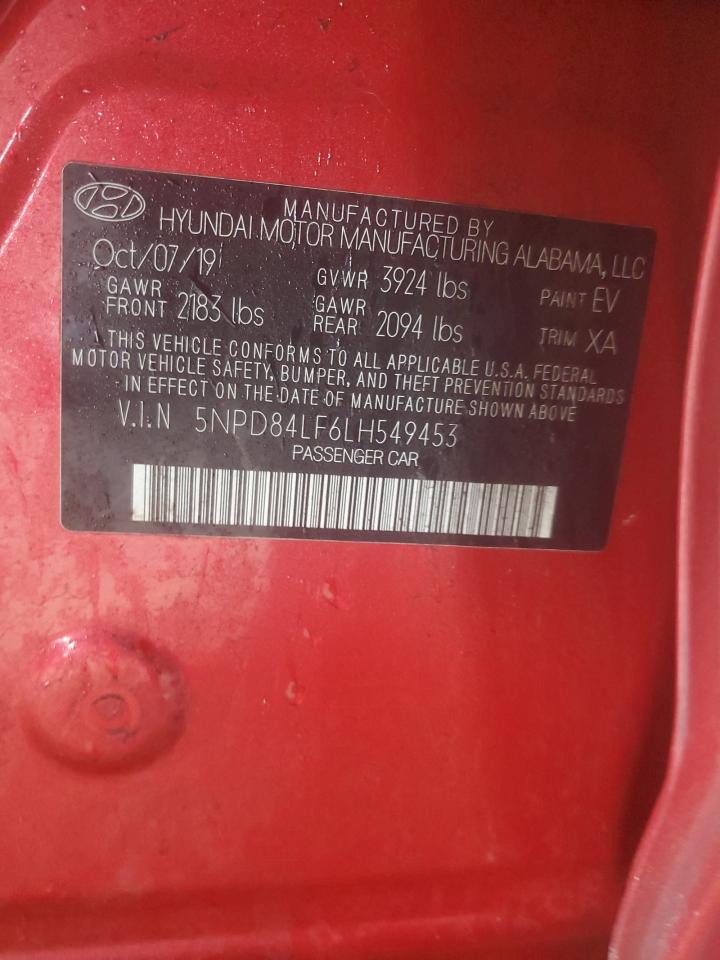 MANUFACTURED BY
HYUNDAI MOTOR MANUFACTURING ALABAMA, LLC
Oct/07/19 GVWR 3924 lbs PAINT EV
GAWR FRONT 2183 lbs GAWR REAR 2094 lbs TRIM XA
THIS VEHICLE CONFORMS TO ALL APPLICABLE U.S.A. FEDERAL
MOTOR VEHICLE SAFETY, BUMPER, AND THEFT PREVENTION STANDARDS
IN EFFECT ON THE DATE OF MANUFACTURE SHOWN ABOVE
V.I.N 5NPD84LF6LH549453
PASSENGER CAR